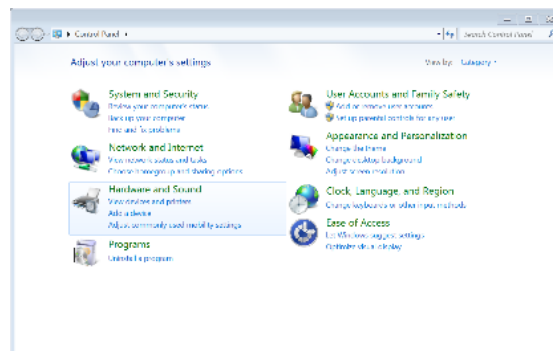 Control Panel
Search Control Panel
Adjust your computer's settings
View by: Category
System and Security
Review your computer's status
Back up your computer
Find and fix problems
Network and Internet
View network status and tasks
Choose homegroup and sharing options
Hardware and Sound
View devices and printers
Add a device
Adjust commonly used mobility settings
Programs
Uninstall a program
User Accounts and Family Safety
Add or remove user accounts
Set up parental controls for any user
Appearance and Personalization
Change the theme
Change desktop background
Adjust screen resolution
Clock, Language, and Region
Change keyboards or other input methods
Ease of Access
Let Windows suggest settings
Optimize visual display